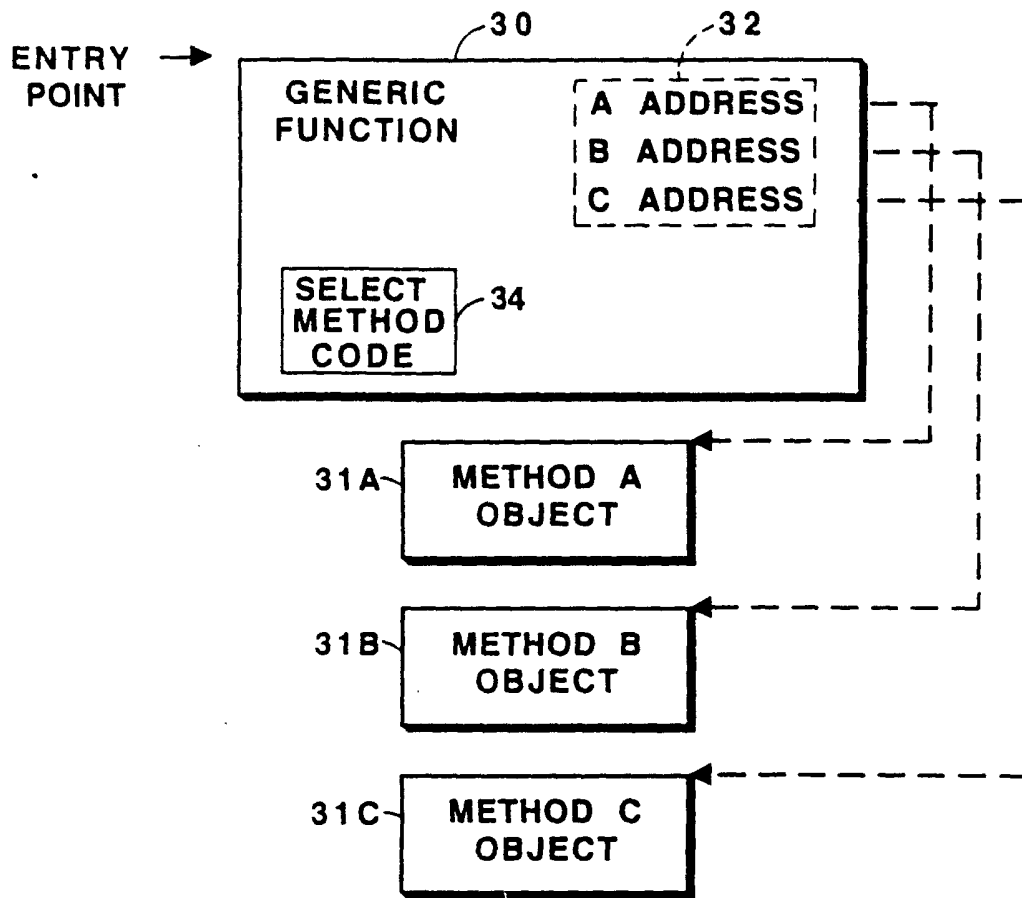 30
32
ENTRY
POINT
GENERIC
FUNCTION
A ADDRESS
B ADDRESS
C ADDRESS
SELECT
METHOD
CODE
34
31A
METHOD A
OBJECT
31B
METHOD B
OBJECT
31C
METHOD C
OBJECT